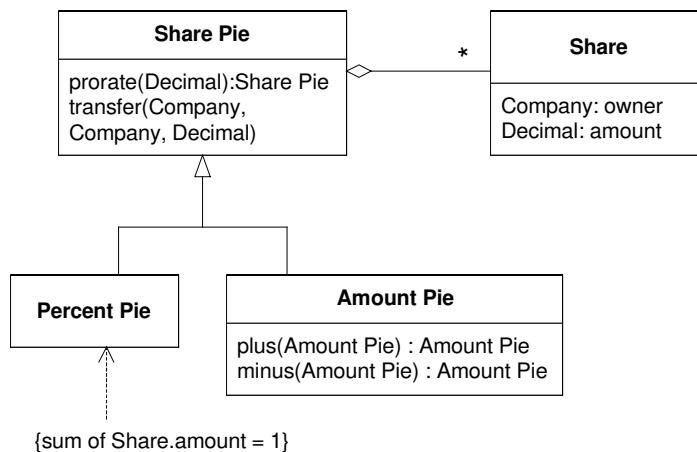 Share Pie
prorate(Decimal):Share Pie
transfer(Company,
Company, Decimal)
*
Share
Company: owner
Decimal: amount
Percent Pie
Amount Pie
plus(Amount Pie) : Amount Pie
minus(Amount Pie) : Amount Pie
{sum of Share.amount = 1}